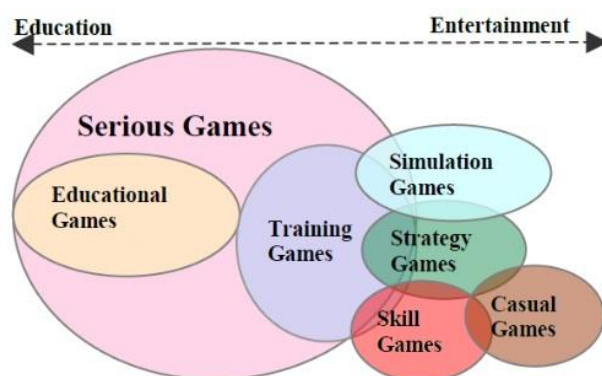 Education
Entertainment
Serious Games
Educational
Games
Training
Games
Simulation
Games
Strategy
Games
Skill
Games
Casual
Games